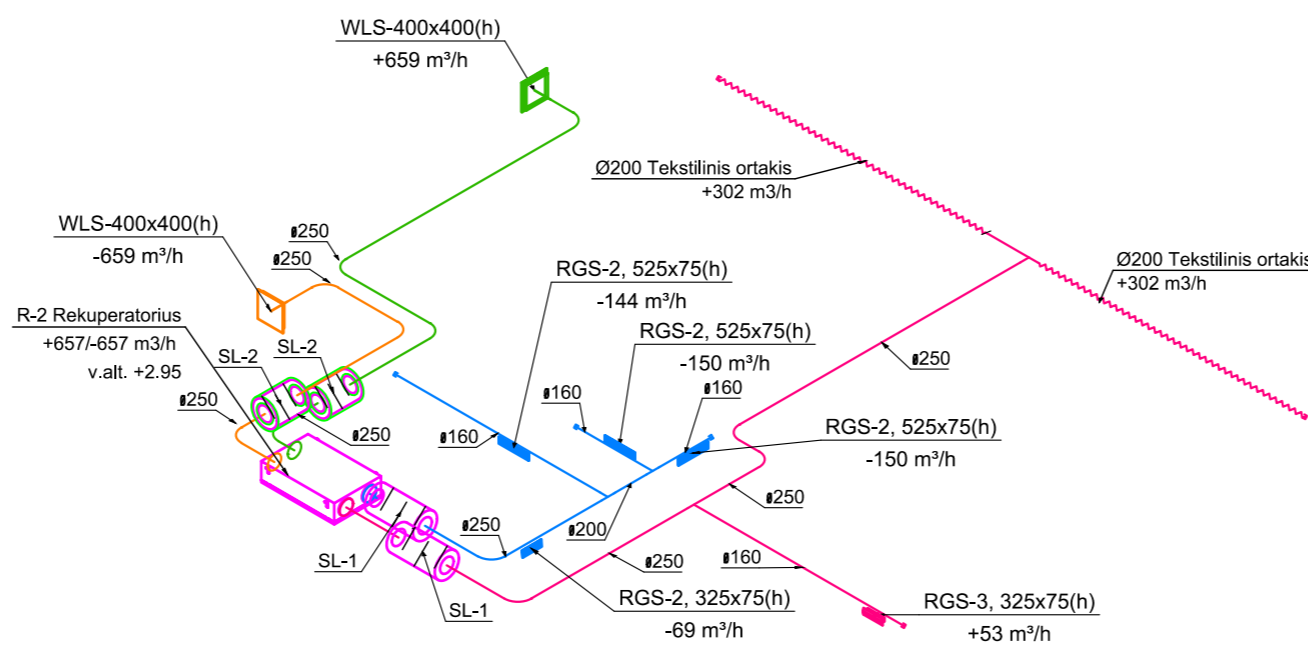 WLS-400x400(h)
+659 m³/h
Ø200 Tekstilinis ortakis
+302 m3/h
WLS-400x400(h)
-659 m³/h
ø250
ø250
Ø200 Tekstilinis ortakis
+302 m3/h
RGS-2, 525x75(h)
-144 m³/h
R-2 Rekuperatorius
+657/-657 m3/h
v.alt. +2.95
SL-2
SL-2
RGS-2, 525x75(h)
-150 m³/h
ø250
ø250
ø250
ø160
ø160
ø160
RGS-2, 525x75(h)
-150 m³/h
ø250
ø250
ø200
ø250
ø160
SL-1
SL-1
RGS-2, 325x75(h)
-69 m³/h
RGS-3, 325x75(h)
+53 m³/h